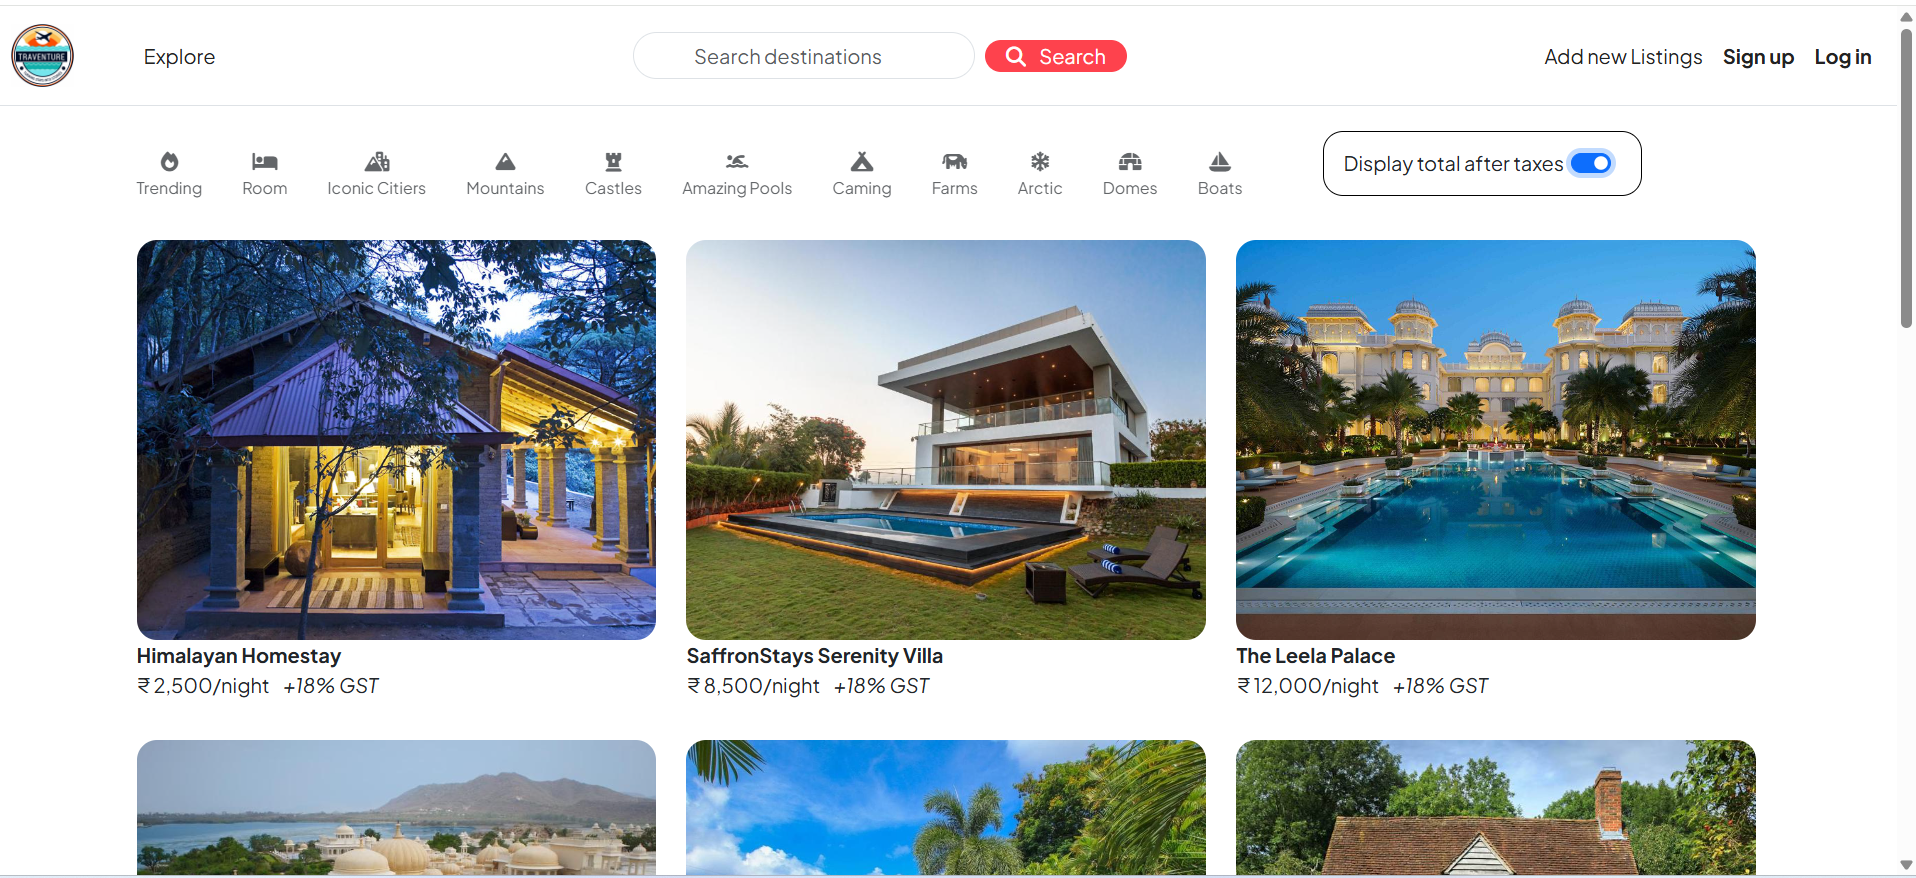 TRAVENTURE
Explore
Search destinations
Search
Add new Listings
Sign up
Log in
Trending
Room
Iconic Citiers
Mountains
Castles
Amazing Pools
Caming
Farms
Arctic
Domes
Boats
Display total after taxes
Himalayan Homestay
₹ 2,500/night +18% GST
SaffronStays Serenity Villa
₹ 8,500/night +18% GST
The Leela Palace
₹ 12,000/night +18% GST